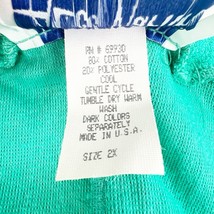 RN # 69930
80% COTTON
20% POLYESTER
COOL
GENTLE CYCLE
TUMBLE DRY WARM
WASH
DARK COLORS
SEPARATELY
MADE IN U.S.A.
SIZE 2X